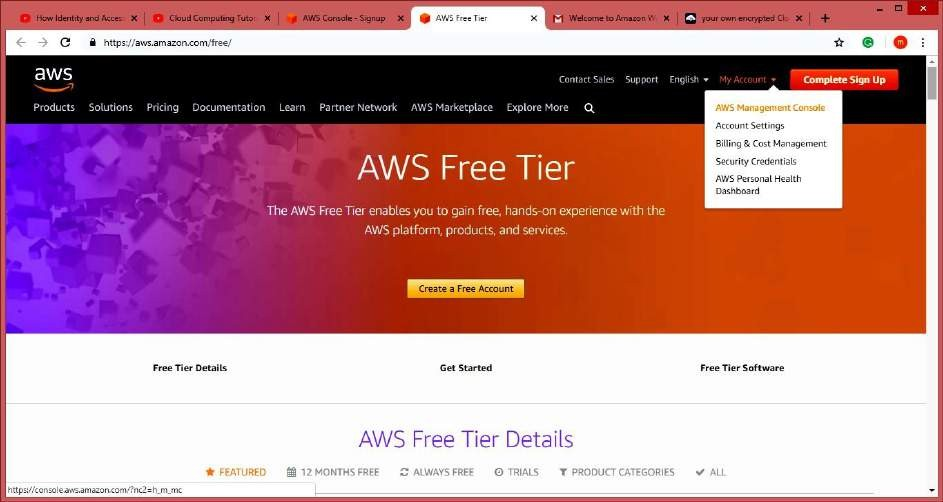 How Identity and Access
Cloud Computing Tutor
AWS Console - Signup
AWS Free Tier
Welcome to Amazon W
your own encrypted Clo
https://aws.amazon.com/free/
m
aws
Contact Sales Support English My Account Complete Sign Up
Products Solutions Pricing Documentation Learn Partner Network AWS Marketplace Explore More
AWS Management Console
Account Settings
Billing & Cost Management
Security Credentials
AWS Personal Health
Dashboard
AWS Free Tier
The AWS Free Tier enables you to gain free, hands-on experience with the
AWS platform, products, and services.
Create a Free Account
Free Tier Details Get Started Free Tier Software
AWS Free Tier Details
FEATURED 12 MONTHS FREE ALWAYS FREE TRIALS PRODUCT CATEGORIES ALL
https://console.aws.amazon.com/?nc2=h_m_mc